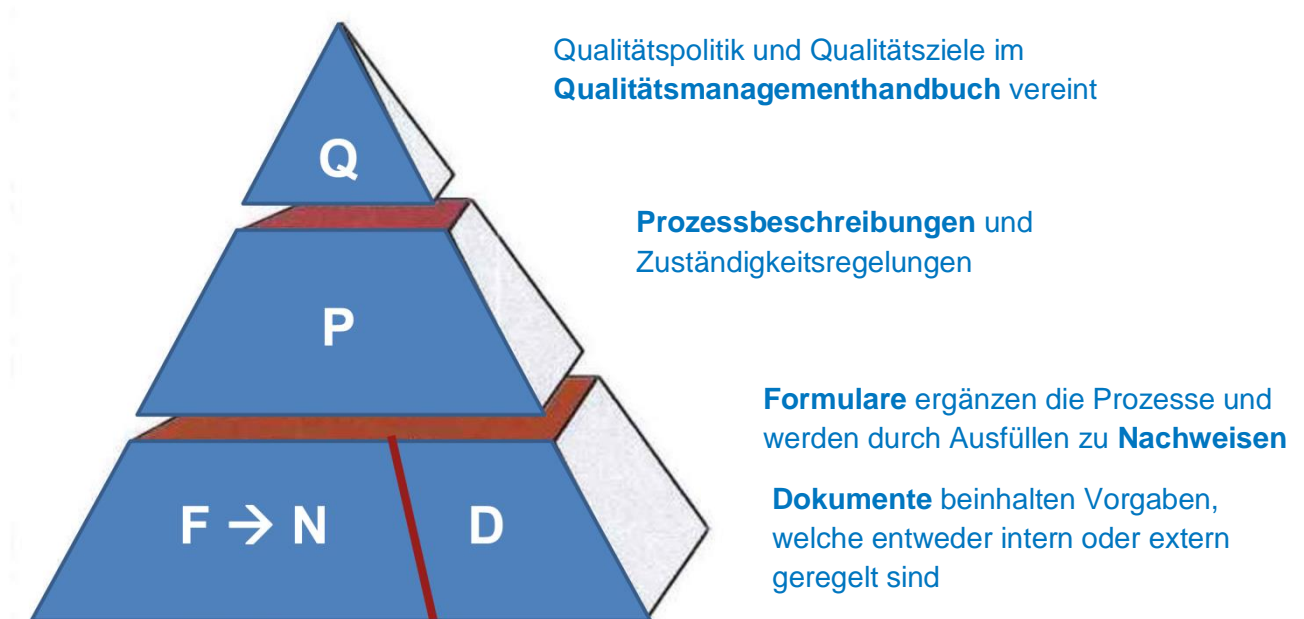 Qualitätspolitik und Qualitätsziele im
Qualitätsmanagementhandbuch vereint
Q
Prozessbeschreibungen und
Zuständigkeitsregelungen
P
Formulare ergänzen die Prozesse und
werden durch Ausfüllen zu Nachweisen
F → N D
Dokumente beinhalten Vorgaben,
welche entweder intern oder extern
geregelt sind